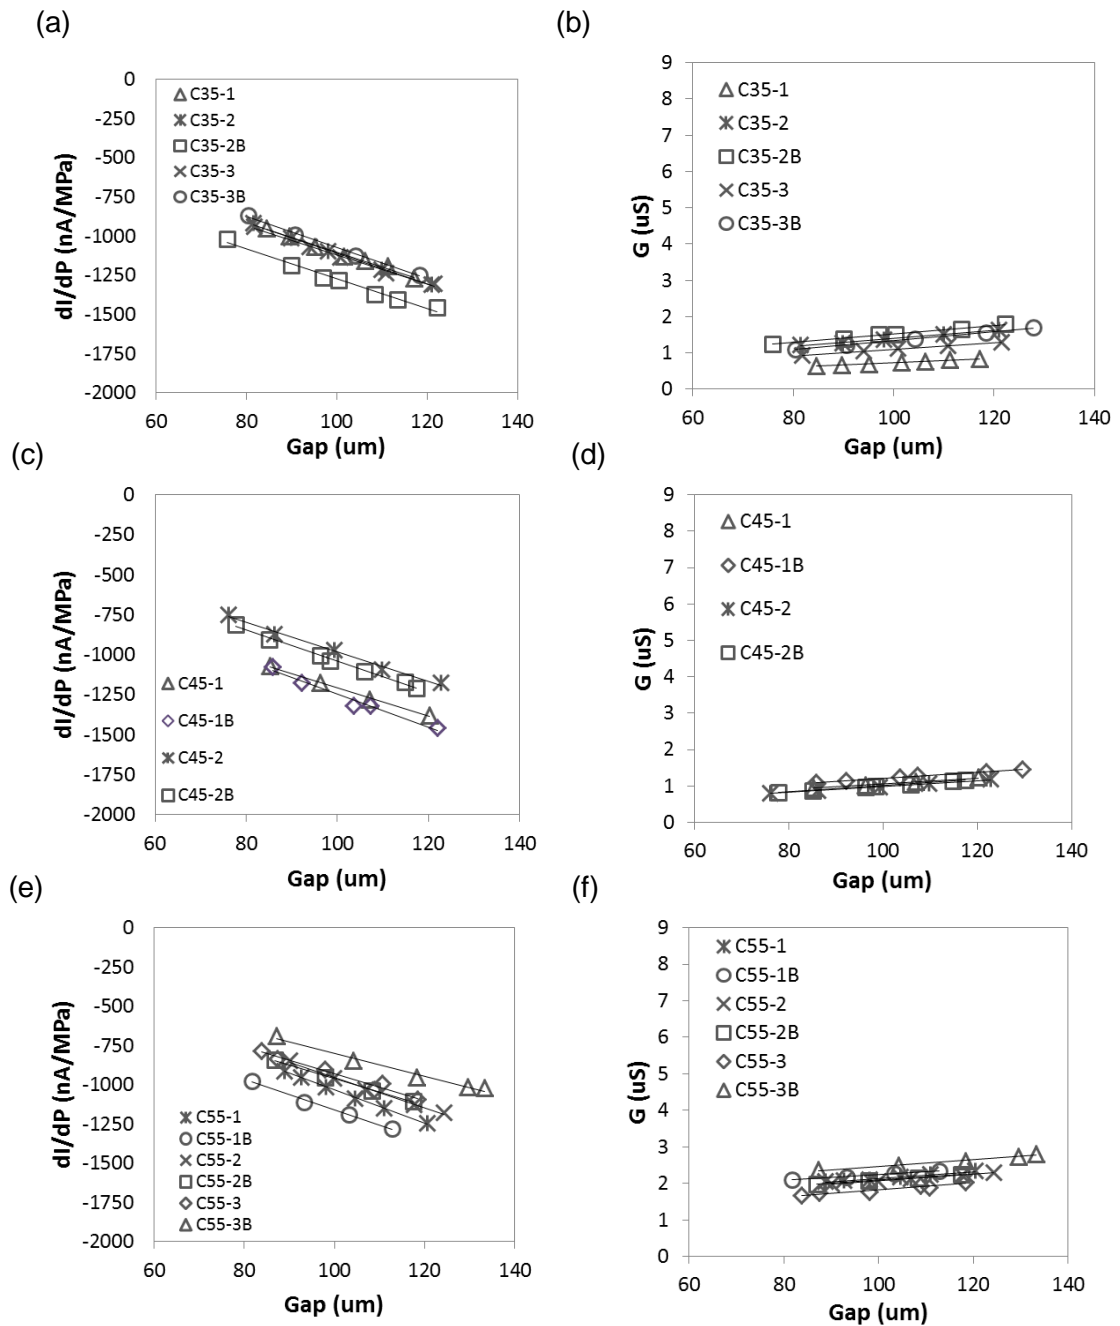 (a)
0
-250
-500
-750
-1000
-1250
-1500
-1750
-2000
dI/dP (nA/MPa)
C35-1
C35-2
C35-2B
C35-3
C35-3B
60 80 100 120 140
Gap (um)
(b)
9
8
7
6
5
4
3
2
1
0
G (uS)
C35-1
C35-2
C35-2B
C35-3
C35-3B
60 80 100 120 140
Gap (um)
(c)
0
-250
-500
-750
-1000
-1250
-1500
-1750
-2000
dI/dP (nA/MPa)
C45-1
C45-1B
C45-2
C45-2B
60 80 100 120 140
Gap (um)
(d)
9
8
7
6
5
4
3
2
1
0
G (uS)
C45-1
C45-1B
C45-2
C45-2B
60 80 100 120 140
Gap (um)
(e)
0
-250
-500
-750
-1000
-1250
-1500
-1750
-2000
dI/dP (nA/MPa)
C55-1
C55-1B
C55-2
C55-2B
C55-3
C55-3B
60 80 100 120 140
Gap (um)
(f)
9
8
7
6
5
4
3
2
1
0
G (uS)
C55-1
C55-1B
C55-2
C55-2B
C55-3
C55-3B
60 80 100 120 140
Gap (um)